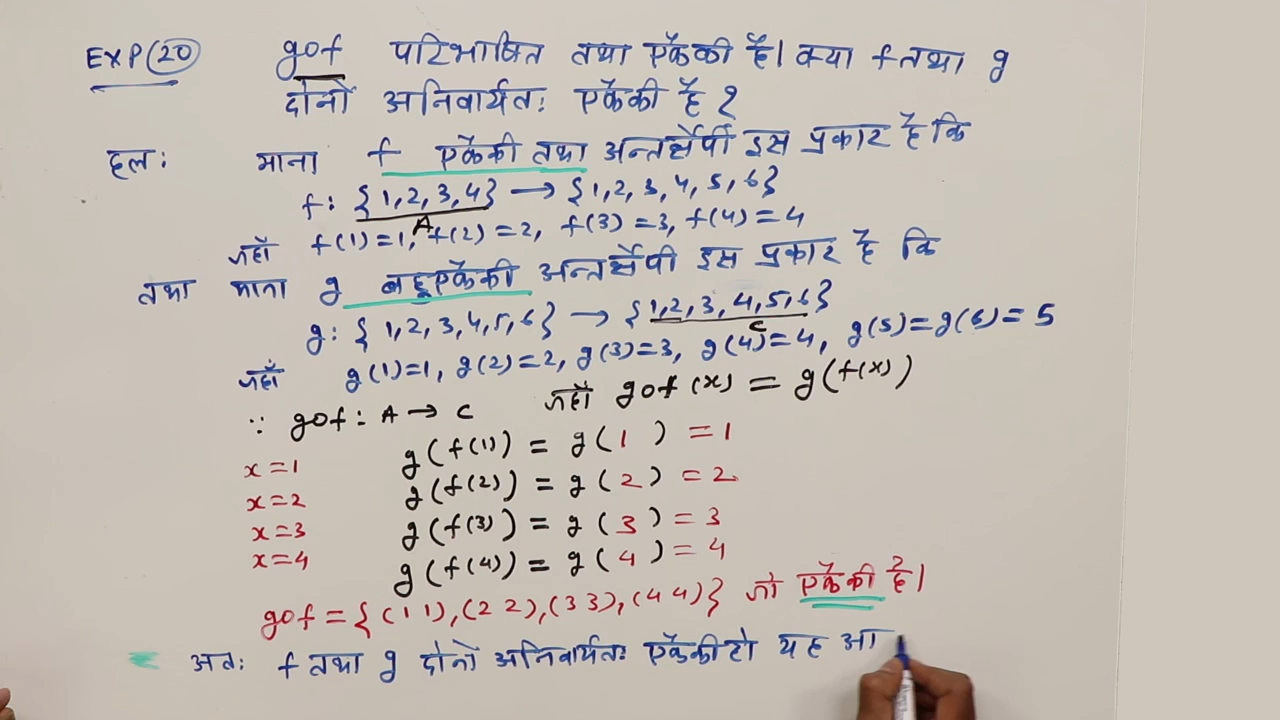 EXP(20) gof परिभाषित तथा एकैकी है। क्या f तथा g
दोनों अनिवार्यतः एकैकी है ?
हलः माना f एकैकी तथा अन्तर्क्षेपी इस प्रकार है कि
f: {1,2,3,4} → {1,2,3,4,5,6}
A
जहाँ f(1)=1, f(2)=2, f(3)=3, f(4)=4
तथा माना g बहुएकैकी अन्तर्क्षेपी इस प्रकार है कि
g: {1,2,3,4,5,6} → {1,2,3,4,5,6}
C
जहाँ g(1)=1, g(2)=2, g(3)=3, g(4)=4, g(5)=g(6)=5
∵ gof: A → C जहाँ gof(x) = g(f(x))
x=1 g(f(1)) = g(1) = 1
x=2 g(f(2)) = g(2) = 2
x=3 g(f(3)) = g(3) = 3
x=4 g(f(4)) = g(4) = 4
gof = {(1 1),(2 2),(3 3),(4 4)} जो एकैकी है।
अतः f तथा g दोनों अनिवार्यतः एकैकी हो यह आ